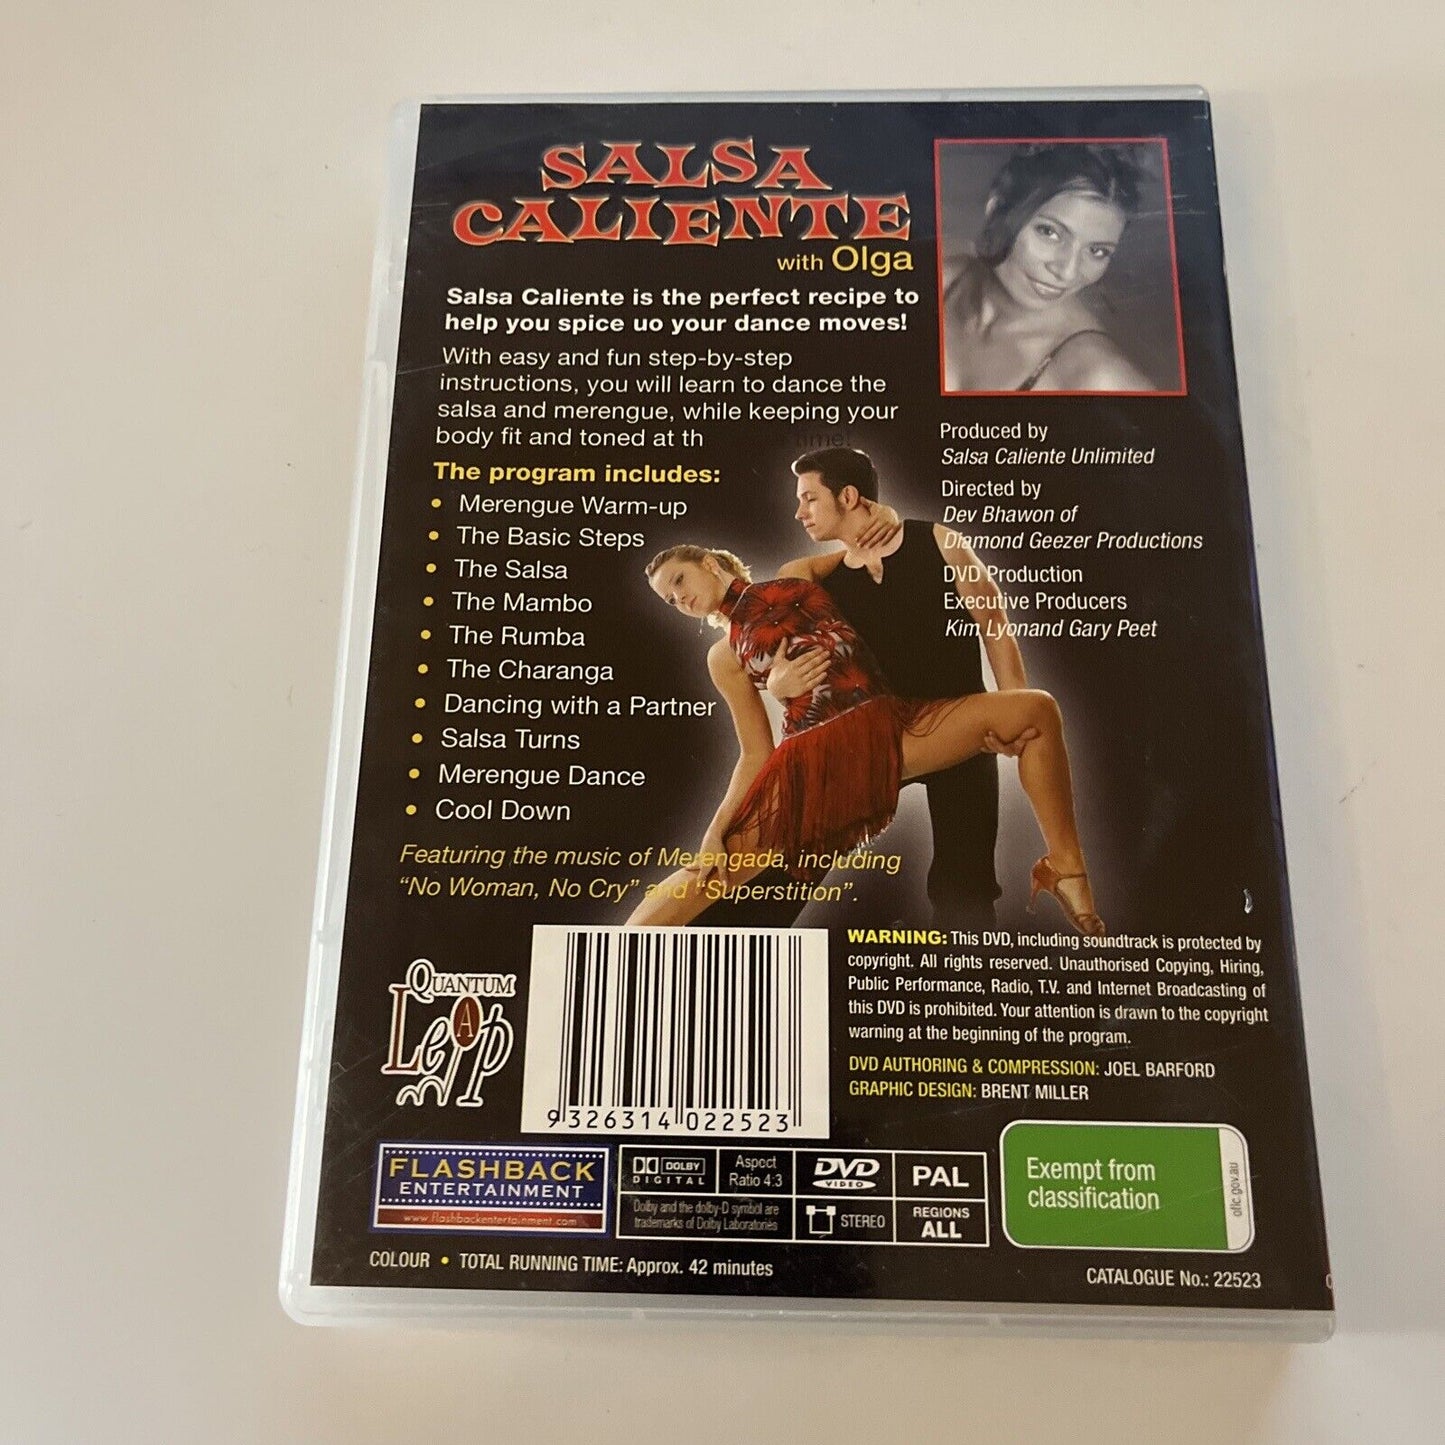 SALSA
CALIENTE
with Olga
Salsa Caliente is the perfect recipe to
help you spice uo your dance moves!
With easy and fun step-by-step
instructions, you will learn to dance the
salsa and merengue, while keeping your
body fit and toned at th time!
The program includes:
• Merengue Warm-up
• The Basic Steps
• The Salsa
• The Mambo
• The Rumba
• The Charanga
• Dancing with a Partner
• Salsa Turns
• Merengue Dance
• Cool Down
Featuring the music of Merengada, including
“No Woman, No Cry” and “Superstition”.
Produced by
Salsa Caliente Unlimited
Directed by
Dev Bhawon of
Diamond Geezer Productions
DVD Production
Executive Producers
Kim Lyonand Gary Peet
QUANTUM
LeAp
9 326314 022523
WARNING: This DVD, including soundtrack is protected by
copyright. All rights reserved. Unauthorised Copying, Hiring,
Public Performance, Radio, T.V. and Internet Broadcasting of
this DVD is prohibited. Your attention is drawn to the copyright
warning at the beginning of the program.
DVD AUTHORING & COMPRESSION: JOEL BARFORD
GRAPHIC DESIGN: BRENT MILLER
FLASHBACK
ENTERTAINMENT
www.flashbackentertainment.com
DOLBY
DIGITAL
Aspect
Ratio 4:3
Dolby and the dolby-D symbol are
trademarks of Dolby Laboratories
DVD
VIDEO
STEREO
PAL
REGIONS
ALL
Exempt from
classification
oflc.gov.au
COLOUR • TOTAL RUNNING TIME: Approx. 42 minutes
CATALOGUE No.: 22523